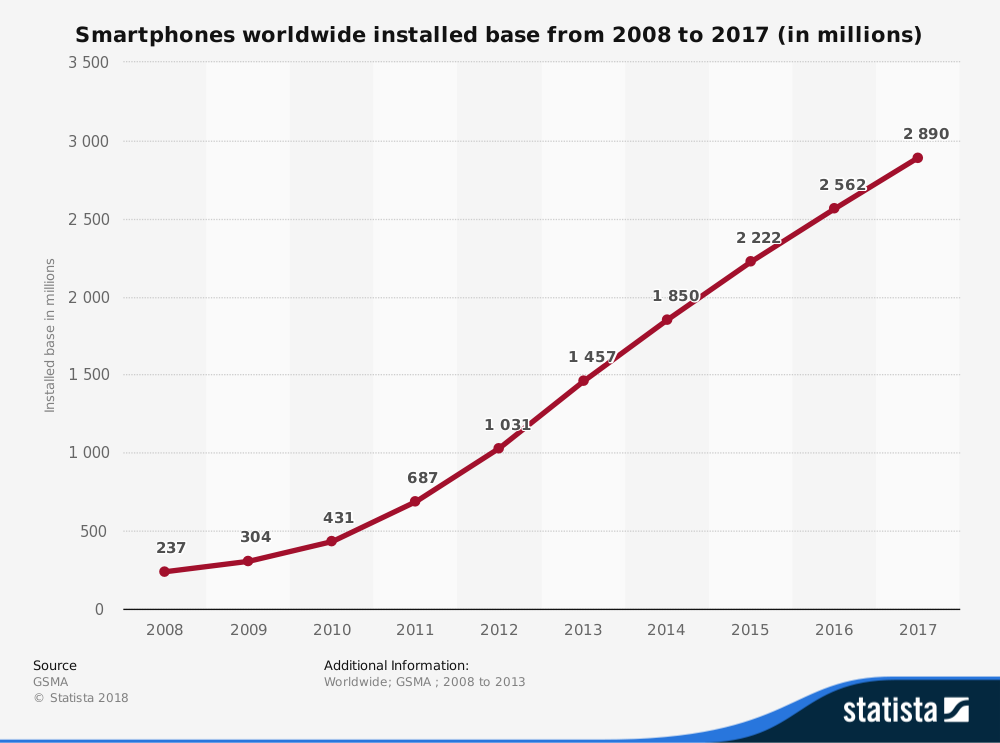 Smartphones worldwide installed base from 2008 to 2017 (in millions)
3 500
3 000
2 500
2 000
1 500
1 000
500
0
Installed base in millions
237
304
431
687
1 031
1 457
1 850
2 222
2 562
2 890
2008 2009 2010 2011 2012 2013 2014 2015 2016 2017
Source
GSMA
© Statista 2018
Additional Information:
Worldwide; GSMA ; 2008 to 2013
statista